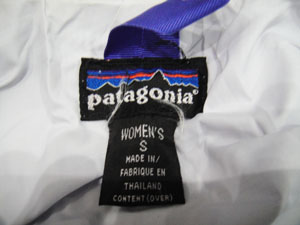 patagonia®
WOMEN'S
S
MADE IN/
FABRIQUE EN
THAILAND
CONTENT (OVER)